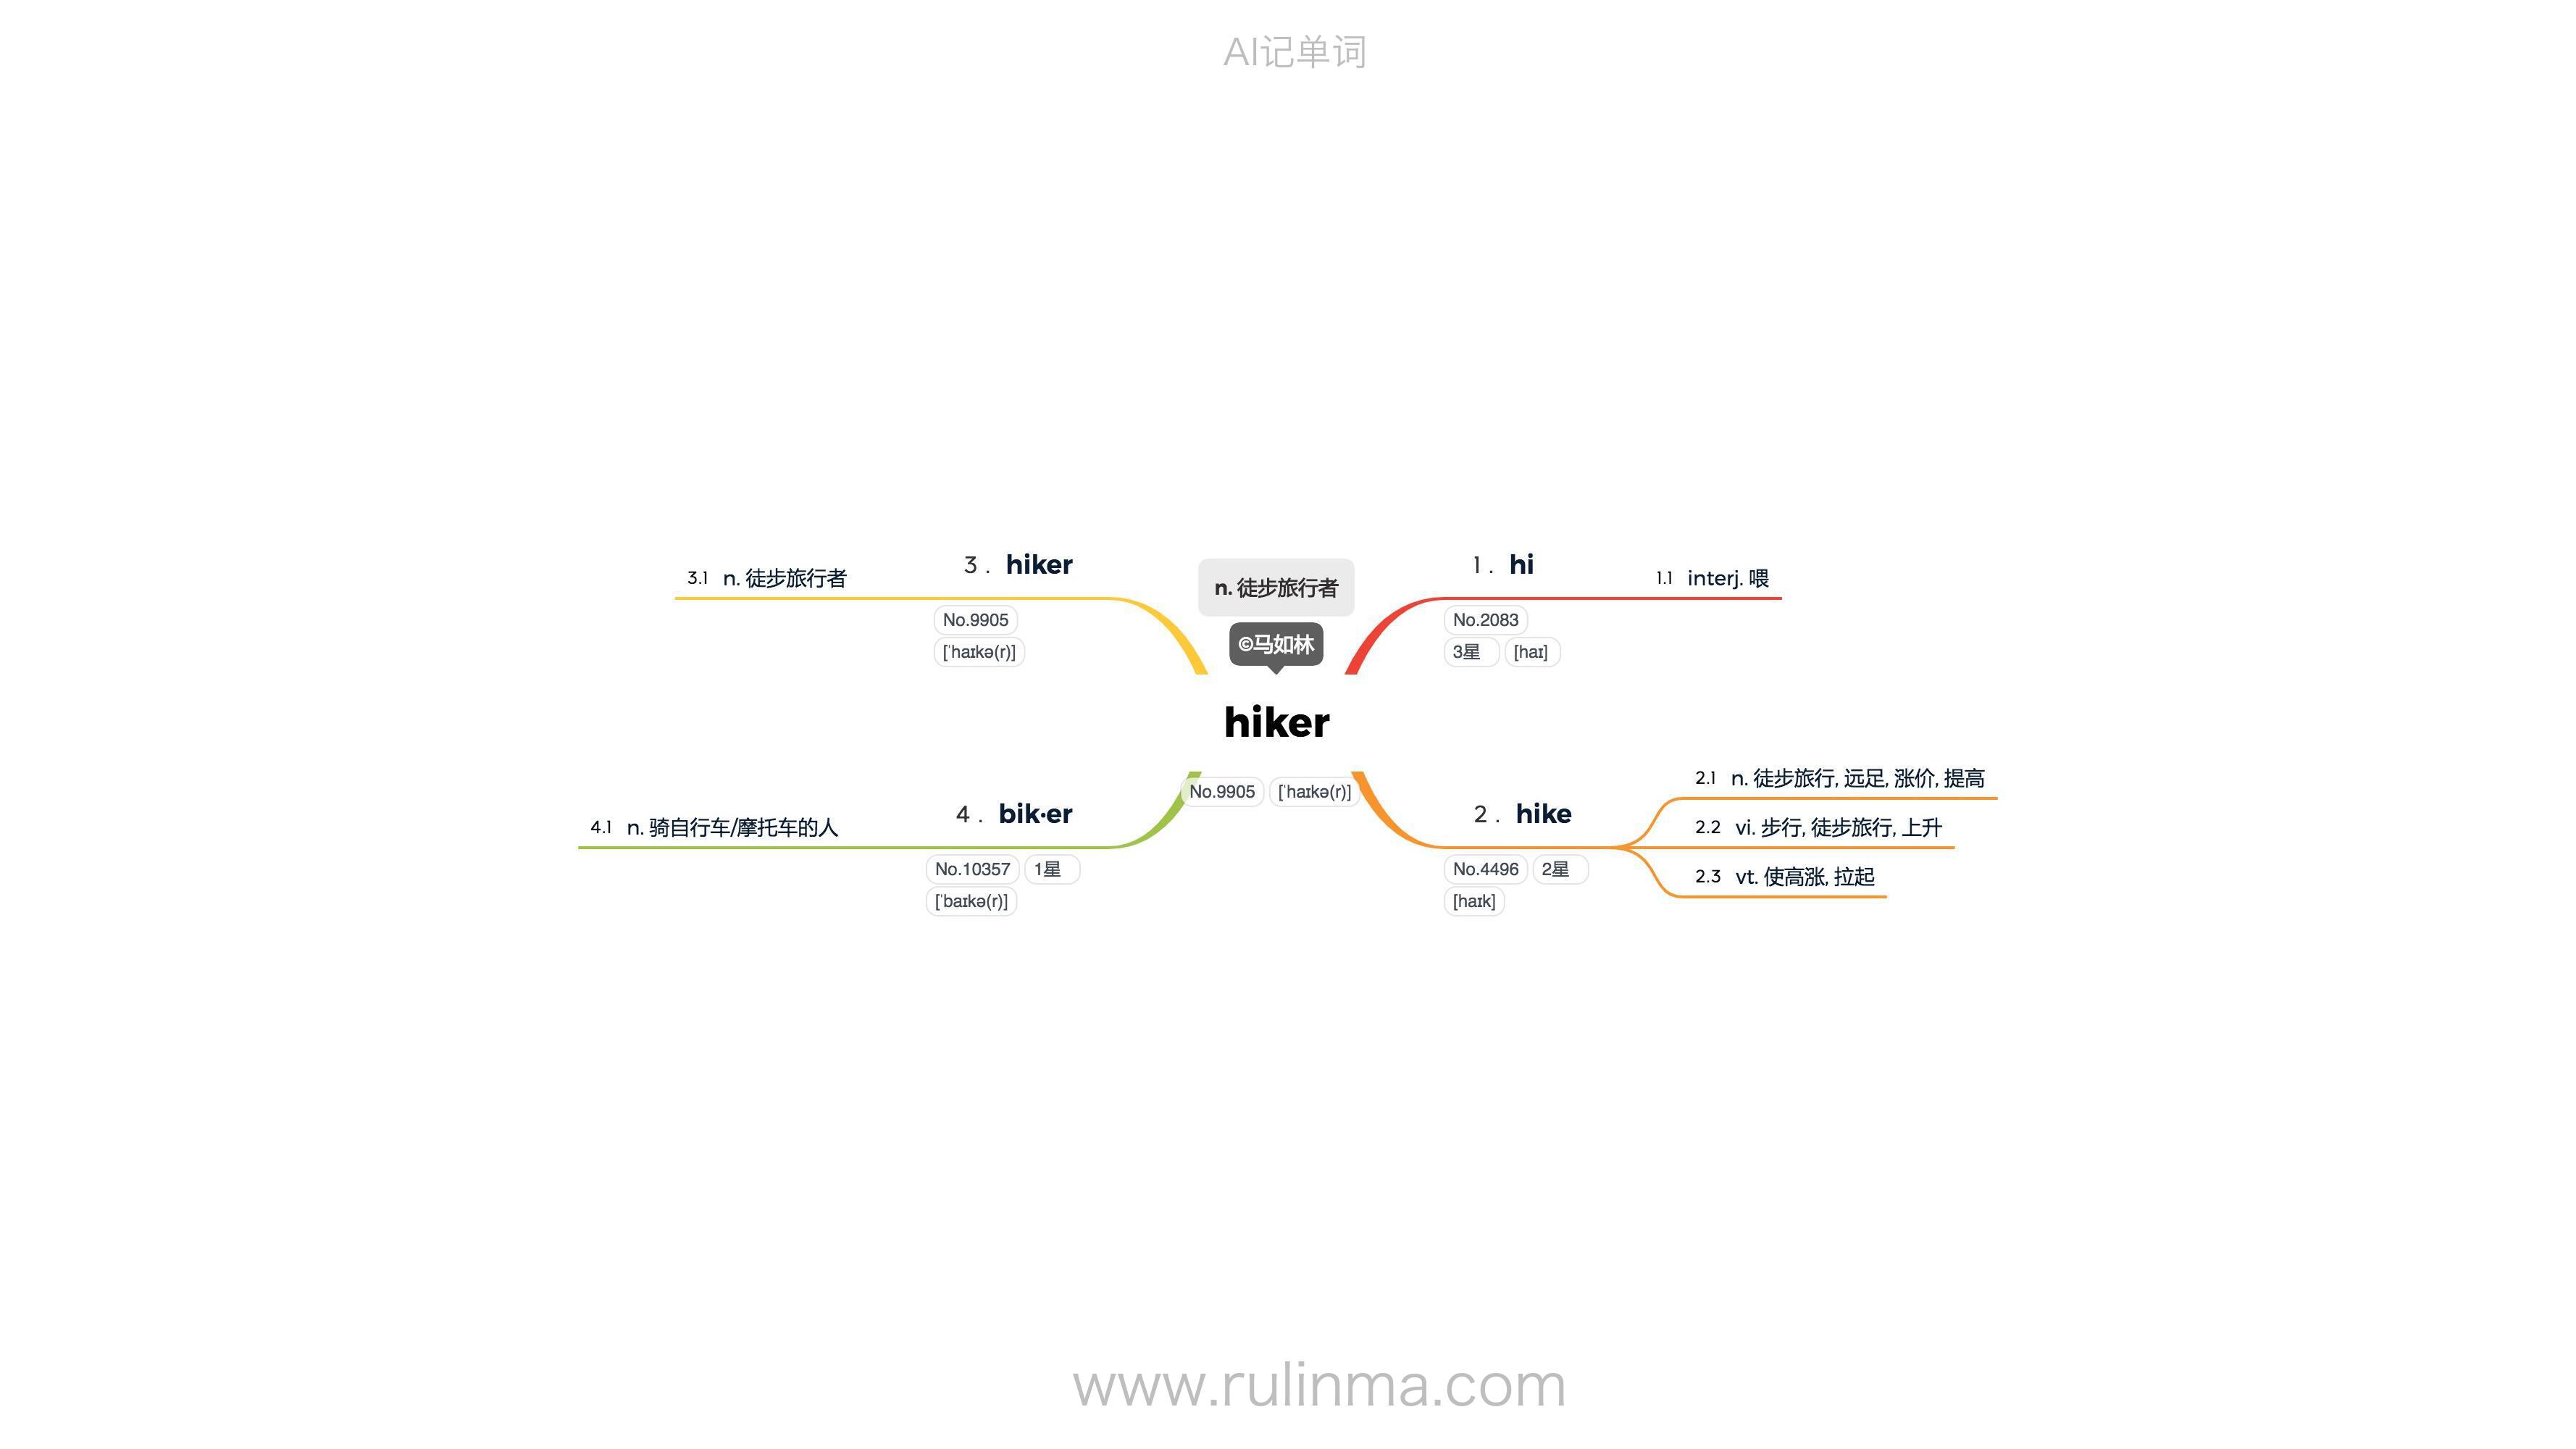 AI记单词
n. 徒步旅行者
©马如林
hiker
No.9905 [ˈhaɪkə(r)]
1 . hi
No.2083
3星 [haɪ]
1.1 interj. 喂
2 . hike
No.4496 2星
[haɪk]
2.1 n. 徒步旅行, 远足, 涨价, 提高
2.2 vi. 步行, 徒步旅行, 上升
2.3 vt. 使高涨, 拉起
3 . hiker
No.9905
[ˈhaɪkə(r)]
3.1 n. 徒步旅行者
4 . bik·er
No.10357 1星
[ˈbaɪkə(r)]
4.1 n. 骑自行车/摩托车的人
www.rulinma.com